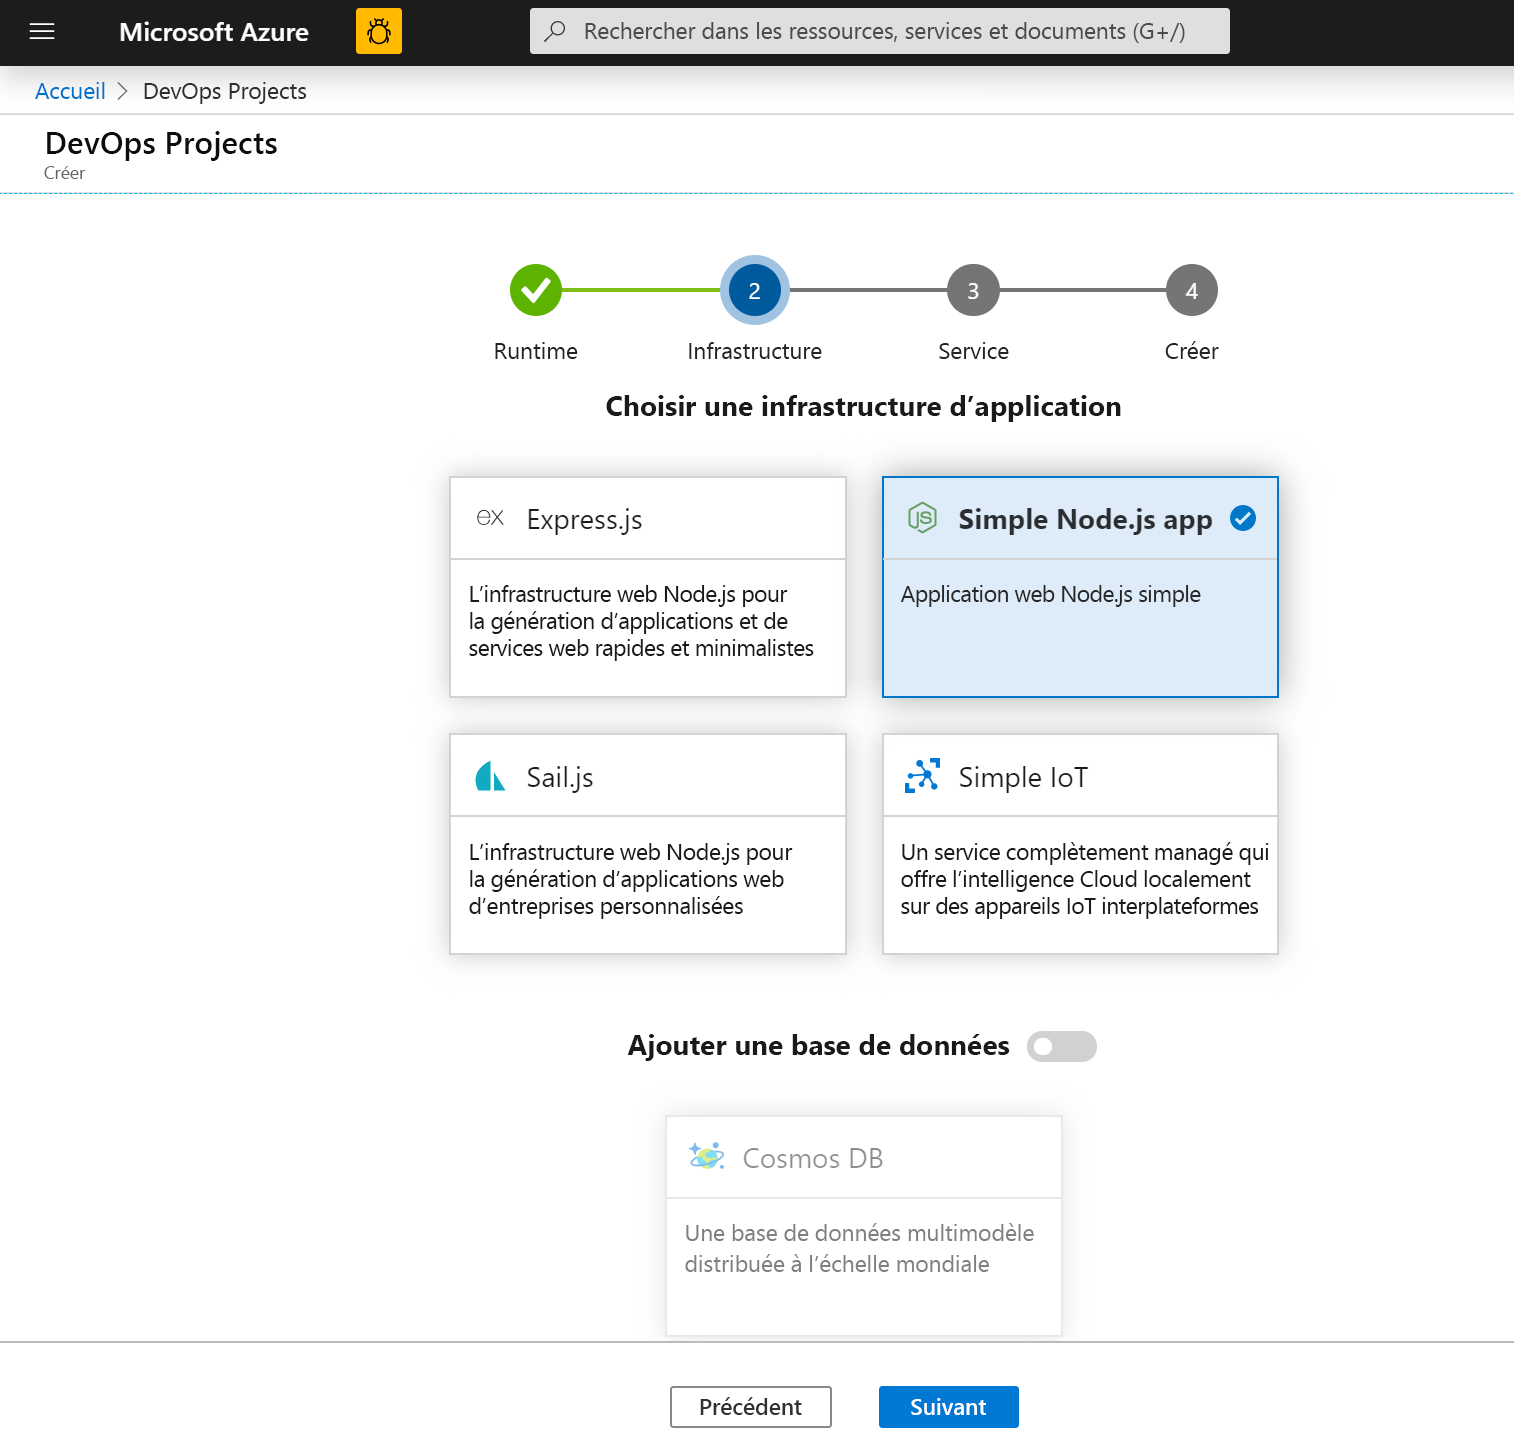 Microsoft Azure
Rechercher dans les ressources, services et documents (G+/)
Accueil > DevOps Projects
DevOps Projects
Créer
2
3
4
Runtime
Infrastructure
Service
Créer
Choisir une infrastructure d’application
ex Express.js
L’infrastructure web Node.js pour
la génération d’applications et de
services web rapides et minimalistes
JS Simple Node.js app
Application web Node.js simple
Sail.js
L’infrastructure web Node.js pour
la génération d’applications web
d’entreprises personnalisées
Simple IoT
Un service complètement managé qui
offre l’intelligence Cloud localement
sur des appareils IoT interplateformes
Ajouter une base de données
Cosmos DB
Une base de données multimodèle
distribuée à l’échelle mondiale
Précédent
Suivant